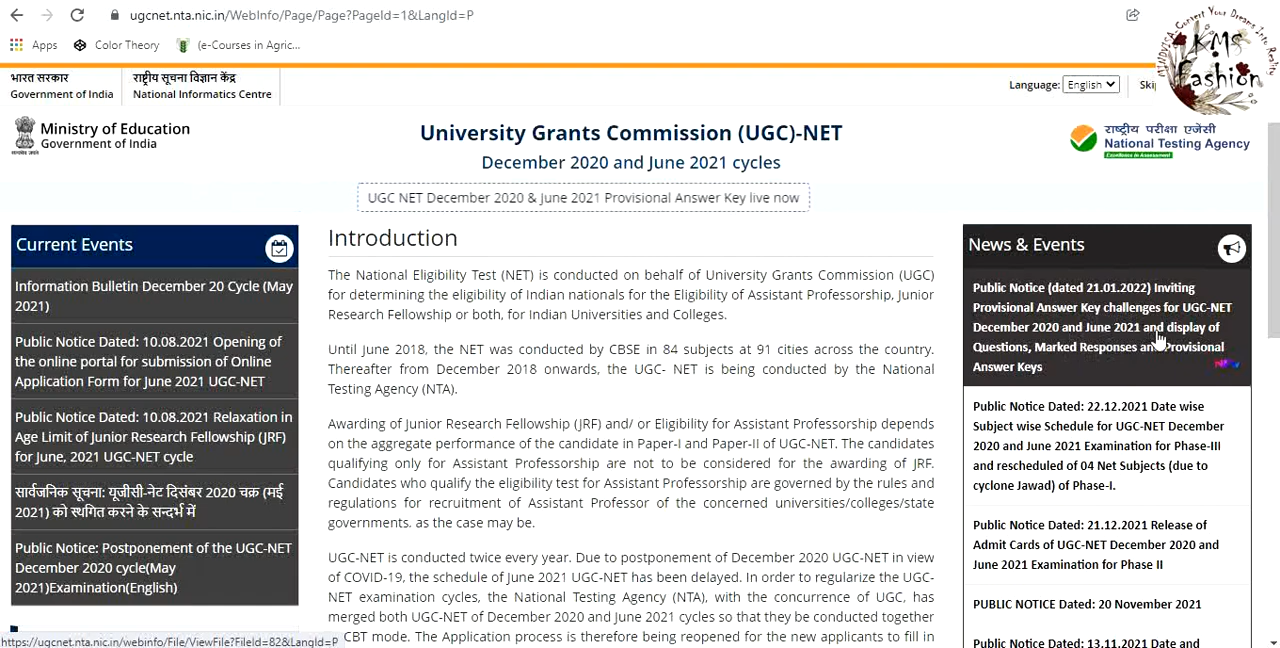 ugcnet.nta.nic.in/WebInfo/Page/Page?PageId=1&LangId=P
Apps
Color Theory
(e-Courses in Agric...
भारत सरकार
Government of India
राष्ट्रीय सूचना विज्ञान केंद्र
National Informatics Centre
Language: English
Ski
MINDVISA Convert Your Dreams Into Reality
KMS
Fashion
Ministry of Education
Government of India
University Grants Commission (UGC)-NET
December 2020 and June 2021 cycles
राष्ट्रीय परीक्षा एजेंसी
National Testing Agency
Excellence in Assessment
UGC NET December 2020 & June 2021 Provisional Answer Key live now
Current Events
Information Bulletin December 20 Cycle (May
2021)
Public Notice Dated: 10.08.2021 Opening of
the online portal for submission of Online
Application Form for June 2021 UGC-NET
Public Notice Dated: 10.08.2021 Relaxation in
Age Limit of Junior Research Fellowship (JRF)
for June, 2021 UGC-NET cycle
सार्वजनिक सूचना: यूजीसी-नेट दिसंबर 2020 चक्र (मई
2021) को स्थगित करने के सन्दर्भ में
Public Notice: Postponement of the UGC-NET
December 2020 cycle(May
2021)Examination(English)
Introduction
The National Eligibility Test (NET) is conducted on behalf of University Grants Commission (UGC)
for determining the eligibility of Indian nationals for the Eligibility of Assistant Professorship, Junior
Research Fellowship or both, for Indian Universities and Colleges.
Until June 2018, the NET was conducted by CBSE in 84 subjects at 91 cities across the country.
Thereafter from December 2018 onwards, the UGC- NET is being conducted by the National
Testing Agency (NTA).
Awarding of Junior Research Fellowship (JRF) and/ or Eligibility for Assistant Professorship depends
on the aggregate performance of the candidate in Paper-I and Paper-II of UGC-NET. The candidates
qualifying only for Assistant Professorship are not to be considered for the awarding of JRF.
Candidates who qualify the eligibility test for Assistant Professorship are governed by the rules and
regulations for recruitment of Assistant Professor of the concerned universities/colleges/state
governments, as the case may be.
UGC-NET is conducted twice every year. Due to postponement of December 2020 UGC-NET in view
of COVID-19, the schedule of June 2021 UGC-NET has been delayed. In order to regularize the UGC-
NET examination cycles, the National Testing Agency (NTA), with the concurrence of UGC, has
merged both UGC-NET of December 2020 and June 2021 cycles so that they be conducted together
CBT mode. The Application process is therefore being reopened for the new applicants to fill in
News & Events
Public Notice (dated 21.01.2022) Inviting
Provisional Answer Key challenges for UGC-NET
December 2020 and June 2021 and display of
Questions, Marked Responses and Provisional
Answer Keys
NEW
Public Notice Dated: 22.12.2021 Date wise
Subject wise Schedule for UGC-NET December
2020 and June 2021 Examination for Phase-III
and rescheduled of 04 Net Subjects (due to
cyclone Jawad) of Phase-I.
Public Notice Dated: 21.12.2021 Release of
Admit Cards of UGC-NET December 2020 and
June 2021 Examination for Phase II
PUBLIC NOTICE Dated: 20 November 2021
Public Notice Dated: 13.11.2021 Date and
https://ugcnet.nta.nic.in/webinfo/File/ViewFile?FileId=82&LangId=P